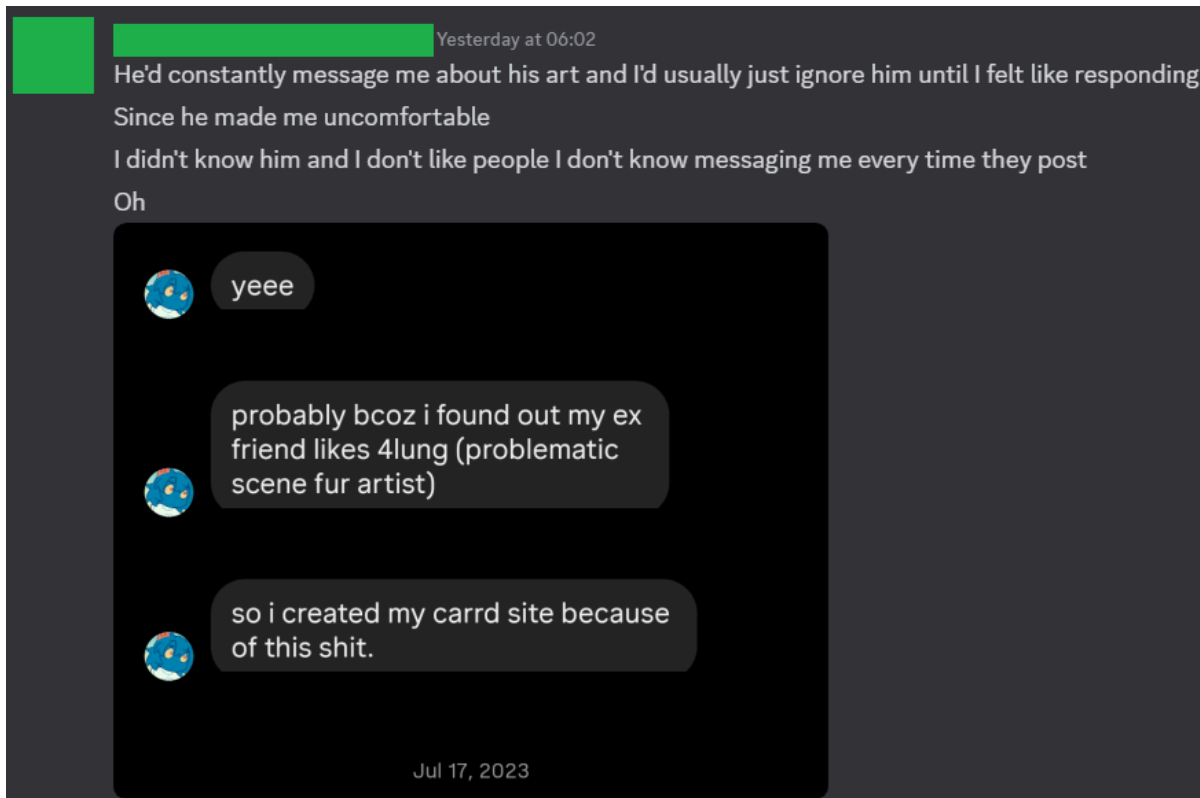 Yesterday at 06:02
He'd constantly message me about his art and I'd usually just ignore him until I felt like responding
Since he made me uncomfortable
I didn't know him and I don't like people I don't know messaging me every time they post
Oh
yeee
probably bcoz i found out my ex
friend likes 4lung (problematic
scene fur artist)
so i created my carrd site because
of this shit.
Jul 17, 2023